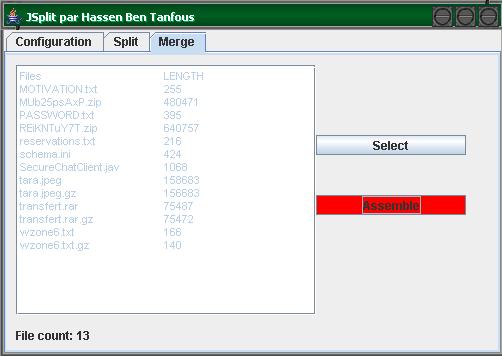 JSplit par Hassen Ben Tanfous
Configuration Split Merge
Files LENGTH
MOTIVATION.txt 255
MUb25psAxP.zip 480471
PASSWORD.txt 395
REiKNTuY7T.zip 640757
reservations.txt 216
schema.ini 424
SecureChatClient.jav 1068
tara.jpeg 158683
tara.jpeg.gz 156683
transfert.rar 75487
transfert.rar.gz 75472
vvzone6.txt 166
vvzone6.txt.gz 140
Select
Assemble
File count: 13